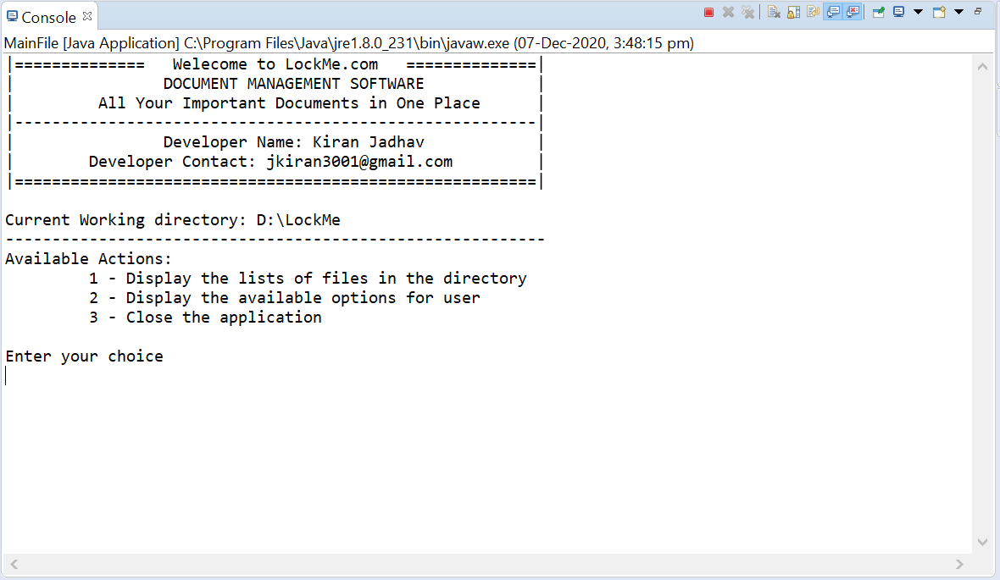 Console
MainFile [Java Application] C:\Program Files\Java\jre1.8.0_231\bin\javaw.exe (07-Dec-2020, 3:48:15 pm)
|==============   Welcome to LockMe.com   ==============|
|                DOCUMENT MANAGEMENT SOFTWARE            |
|         All Your Important Documents in One Place      |
|--------------------------------------------------------|
|                Developer Name: Kiran Jadhav            |
|        Developer Contact: jkiran3001@gmail.com         |
|========================================================|
Current Working directory: D:\LockMe
----------------------------------------------------------
Available Actions:
         1 - Display the lists of files in the directory
         2 - Display the available options for user
         3 - Close the application
Enter your choice